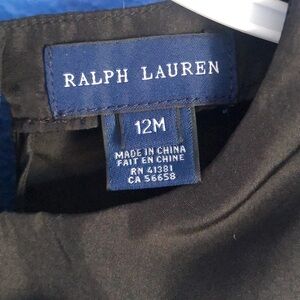 RALPH LAUREN
12M
MADE IN CHINA
FAIT EN CHINE
RN 41381
CA 56658